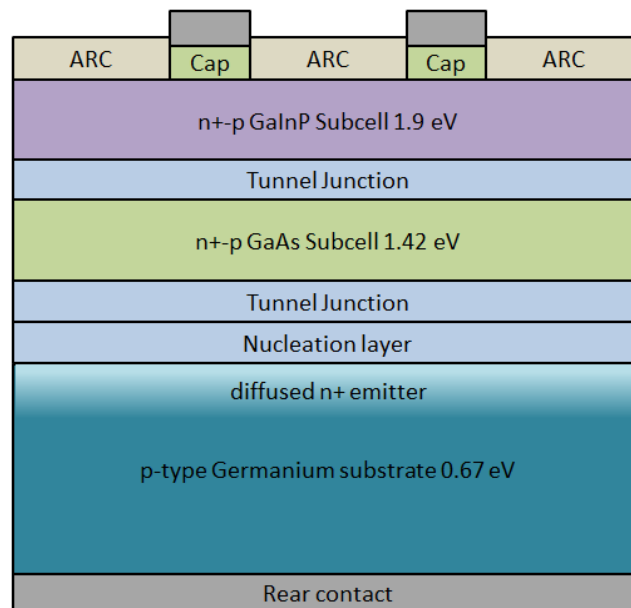 ARC
Cap
ARC
Cap
ARC
n+-p GaInP Subcell 1.9 eV
Tunnel Junction
n+-p GaAs Subcell 1.42 eV
Tunnel Junction
Nucleation layer
diffused n+ emitter
p-type Germanium substrate 0.67 eV
Rear contact